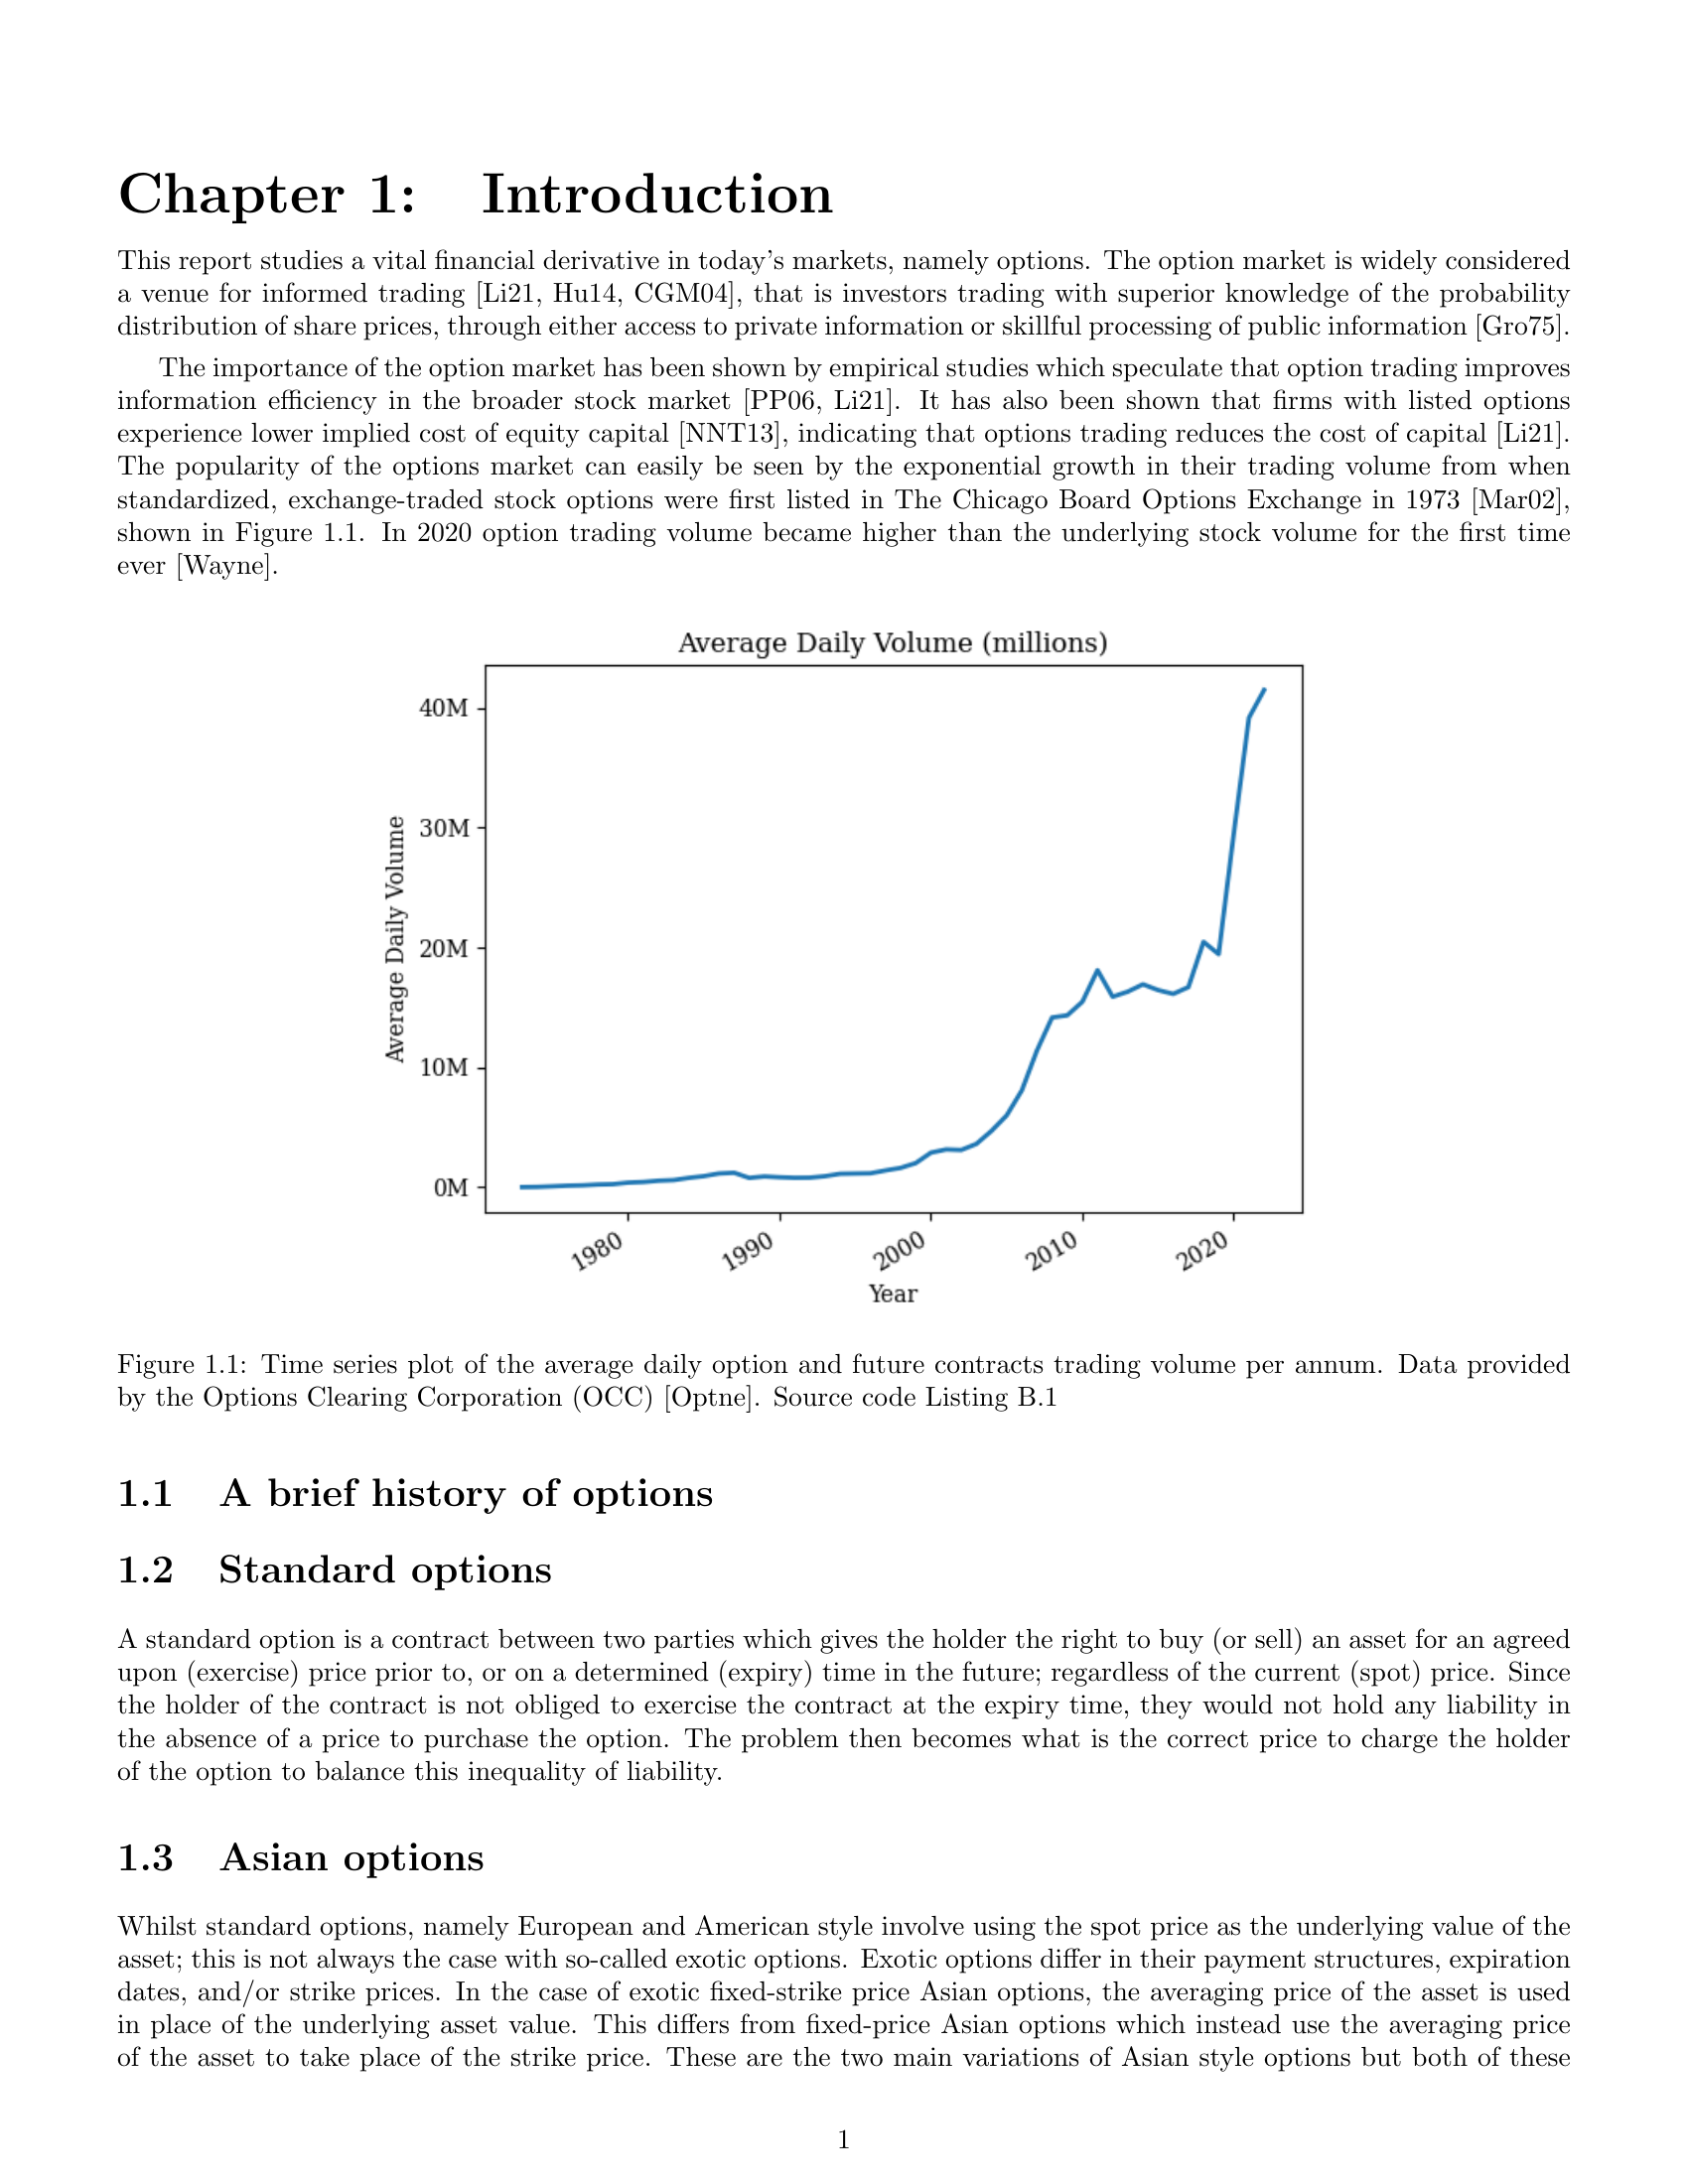 Chapter 1: Introduction
This report studies a vital financial derivative in today's markets, namely options. The option market is widely considered
a venue for informed trading [Li21, Hu14, CGM04], that is investors trading with superior knowledge of the probability
distribution of share prices, through either access to private information or skillful processing of public information [Gro75].
The importance of the option market has been shown by empirical studies which speculate that option trading improves
information efficiency in the broader stock market [PP06, Li21]. It has also been shown that firms with listed options
experience lower implied cost of equity capital [NNT13], indicating that options trading reduces the cost of capital [Li21].
The popularity of the options market can easily be seen by the exponential growth in their trading volume from when
standardized, exchange-traded stock options were first listed in The Chicago Board Options Exchange in 1973 [Mar02],
shown in Figure 1.1. In 2020 option trading volume became higher than the underlying stock volume for the first time
ever [Wayne].
Average Daily Volume (millions)
Average Daily Volume
40M
30M
20M
10M
0M
1980
1990
2000
2010
2020
Year
Figure 1.1: Time series plot of the average daily option and future contracts trading volume per annum. Data provided
by the Options Clearing Corporation (OCC) [Optne]. Source code Listing B.1
1.1 A brief history of options
1.2 Standard options
A standard option is a contract between two parties which gives the holder the right to buy (or sell) an asset for an agreed
upon (exercise) price prior to, or on a determined (expiry) time in the future; regardless of the current (spot) price. Since
the holder of the contract is not obliged to exercise the contract at the expiry time, they would not hold any liability in
the absence of a price to purchase the option. The problem then becomes what is the correct price to charge the holder
of the option to balance this inequality of liability.
1.3 Asian options
Whilst standard options, namely European and American style involve using the spot price as the underlying value of the
asset; this is not always the case with so-called exotic options. Exotic options differ in their payment structures, expiration
dates, and/or strike prices. In the case of exotic fixed-strike price Asian options, the averaging price of the asset is used
in place of the underlying asset value. This differs from fixed-price Asian options which instead use the averaging price
of the asset to take place of the strike price. These are the two main variations of Asian style options but both of these
1